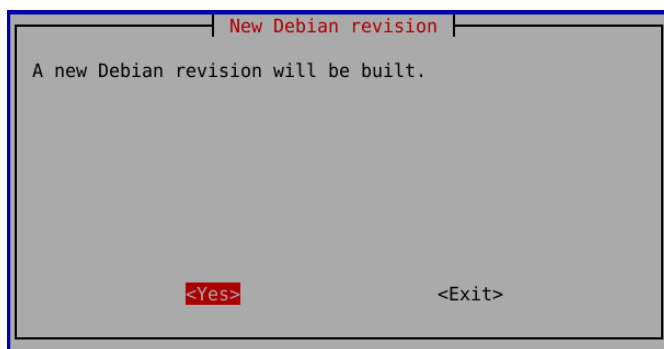 New Debian revision
A new Debian revision will be built.
<Yes> <Exit>